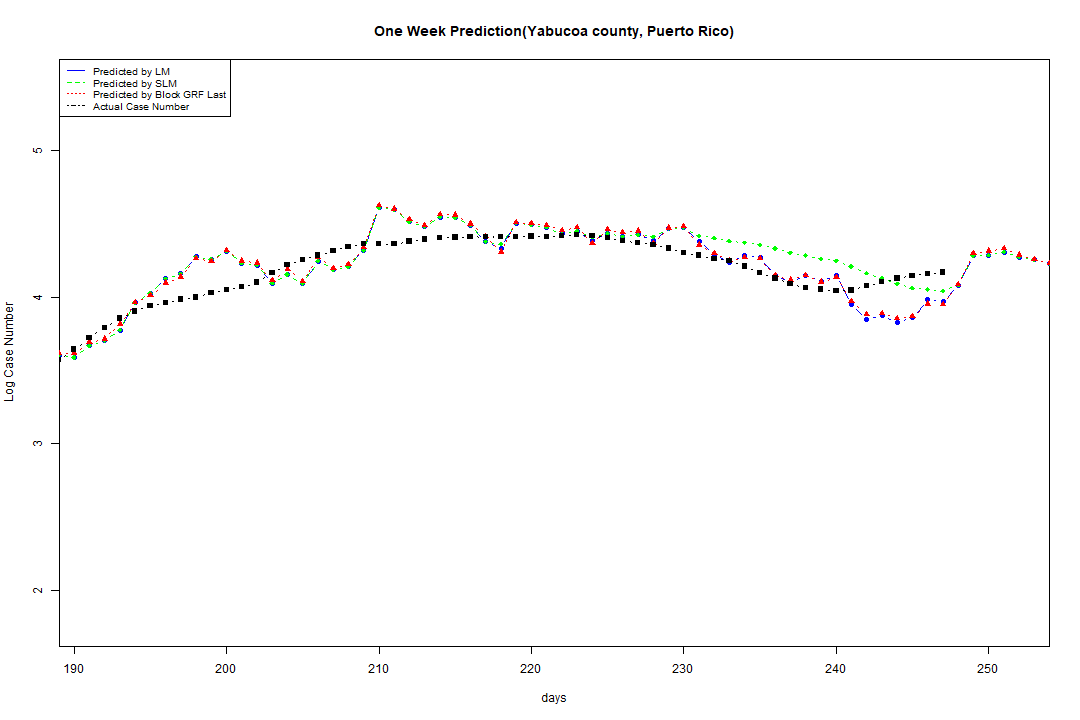 One Week Prediction(Yabucoa county, Puerto Rico)
Predicted by LM
Predicted by SLM
Predicted by Block GRF Last
Actual Case Number
5
4
3
2
Log Case Number
190 200 210 220 230 240 250
days